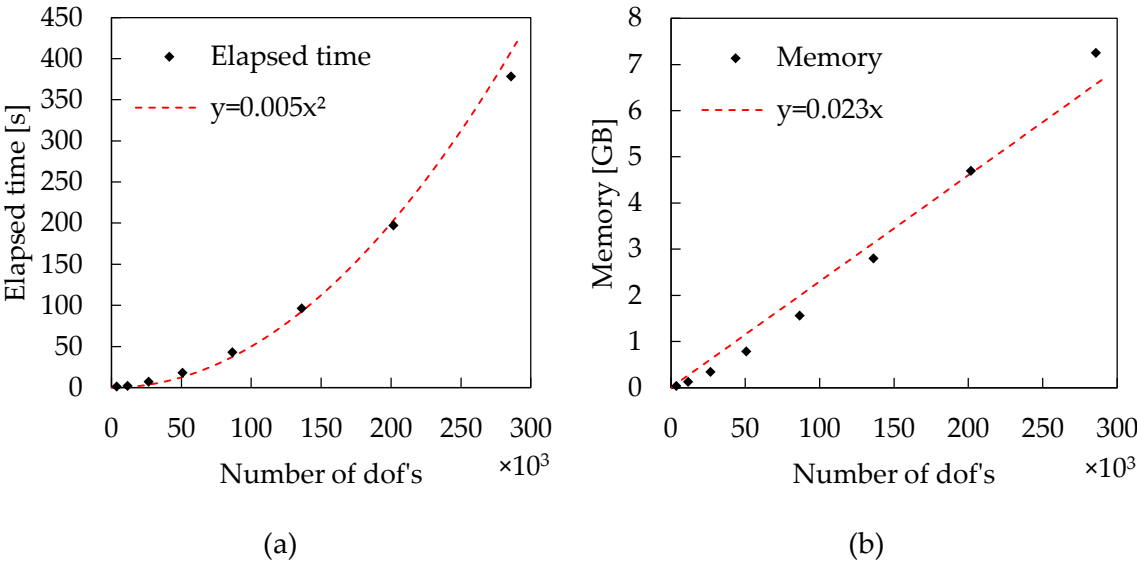 450
400
350
300
250
200
150
100
50
0
Elapsed time [s]
Elapsed time
y=0.005x²
0 50 100 150 200 250 300
×10³
Number of dof's
(a)
8
7
6
5
4
3
2
1
0
Memory [GB]
Memory
y=0.023x
0 50 100 150 200 250 300
×10³
Number of dof's
(b)